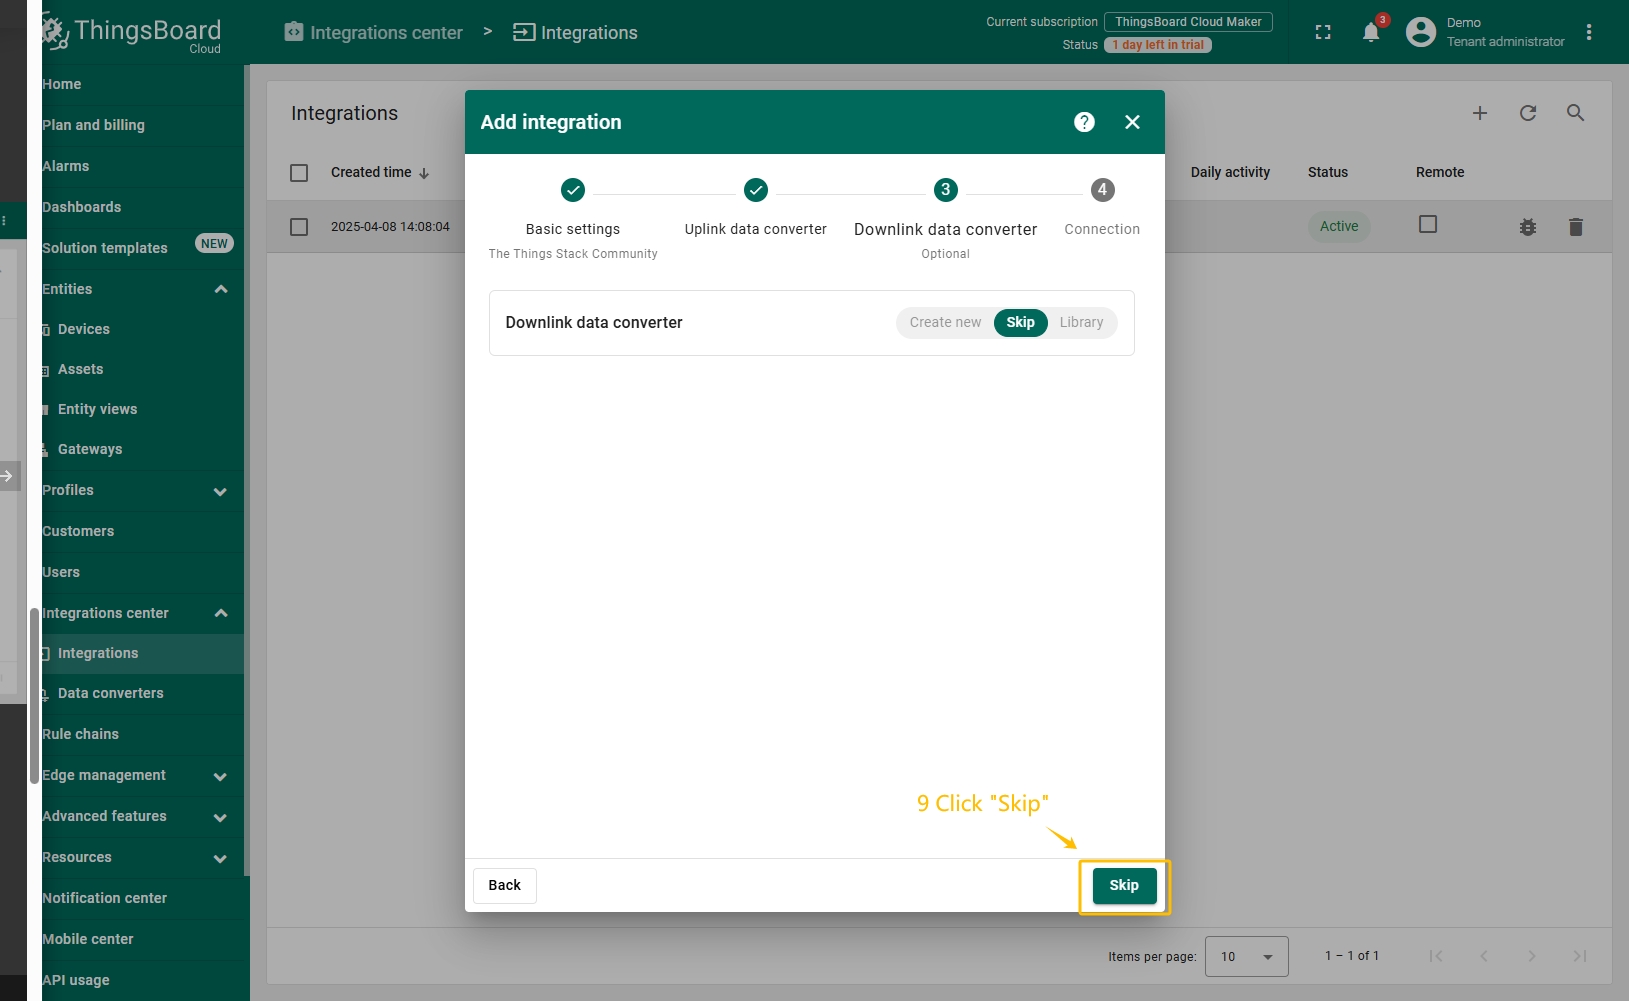 ThingsBoard
Cloud
Integrations center > Integrations
Current subscription ThingsBoard Cloud Maker
Status 1 day left in trial
3
Demo
Tenant administrator
Home
Plan and billing
Alarms
Dashboards
Solution templates NEW
Entities
Devices
Assets
Entity views
Gateways
Profiles
Customers
Users
Integrations center
Integrations
Data converters
Rule chains
Edge management
Advanced features
Resources
Notification center
Mobile center
API usage
Integrations
Created time Daily activity Status Remote
2025-04-08 14:08:04 Active
Add integration ?
3 4
Basic settings Uplink data converter Downlink data converter Connection
The Things Stack Community Optional
Downlink data converter Create new Skip Library
9 Click "Skip"
Back Skip
Items per page: 10 1 – 1 of 1